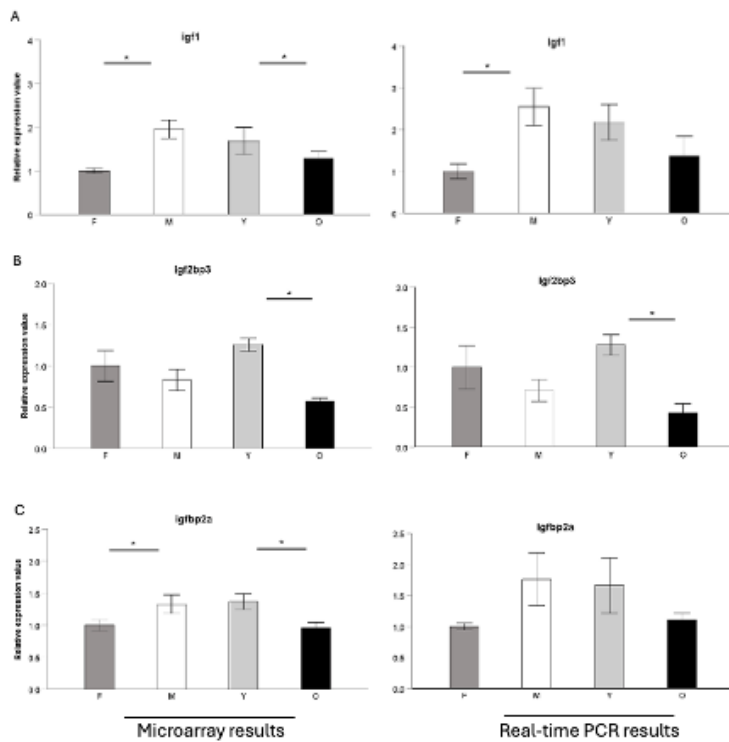 A
igf1
Igf1
Relative expression value
4
3
2
1
0
*
*
F
M
Y
O
4
3
2
1
0
*
F
M
Y
O
B
Igf2bp3
Igf2bp3
Relative expression value
2.0
1.5
1.0
0.5
0.0
*
F
M
Y
O
2.0
1.5
1.0
0.5
0.0
*
F
M
Y
O
C
Igfbp2a
Igfbp2a
Relative expression value
2.5
2.0
1.5
1.0
0.5
0.0
*
*
F
M
Y
O
2.5
2.0
1.5
1.0
0.5
0.0
F
M
Y
O
Microarray results
Real-time PCR results